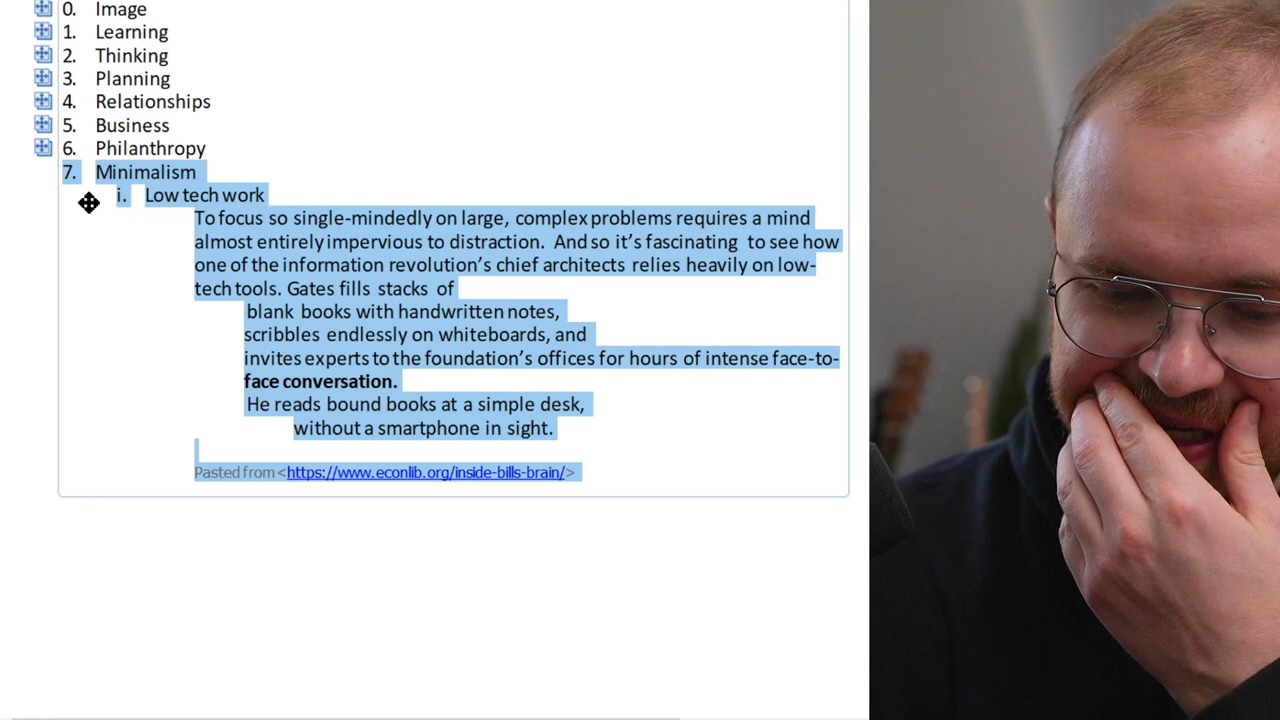 0. Image
1. Learning
2. Thinking
3. Planning
4. Relationships
5. Business
6. Philanthropy
7. Minimalism
i. Low tech work
To focus so single-mindedly on large, complex problems requires a mind
almost entirely impervious to distraction. And so it’s fascinating to see how
one of the information revolution’s chief architects relies heavily on low-
tech tools. Gates fills stacks of
blank books with handwritten notes,
scribbles endlessly on whiteboards, and
invites experts to the foundation’s offices for hours of intense face-to-
face conversation.
He reads bound books at a simple desk,
without a smartphone in sight.
Pasted from <https://www.econlib.org/inside-bills-brain/>